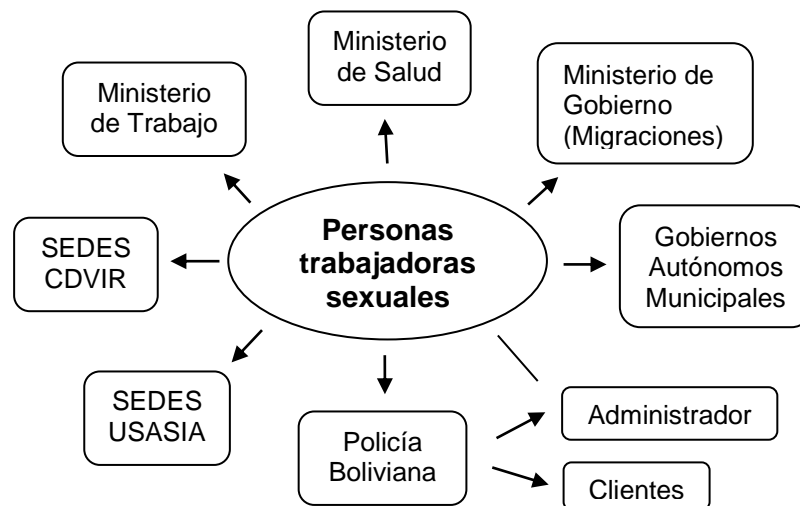 Ministerio
de Salud
Ministerio
de Trabajo
Ministerio de
Gobierno
(Migraciones)
SEDES
CDVIR
Personas
trabajadoras
sexuales
Gobiernos
Autónomos
Municipales
SEDES
USASIA
Policía
Boliviana
Administrador
Clientes